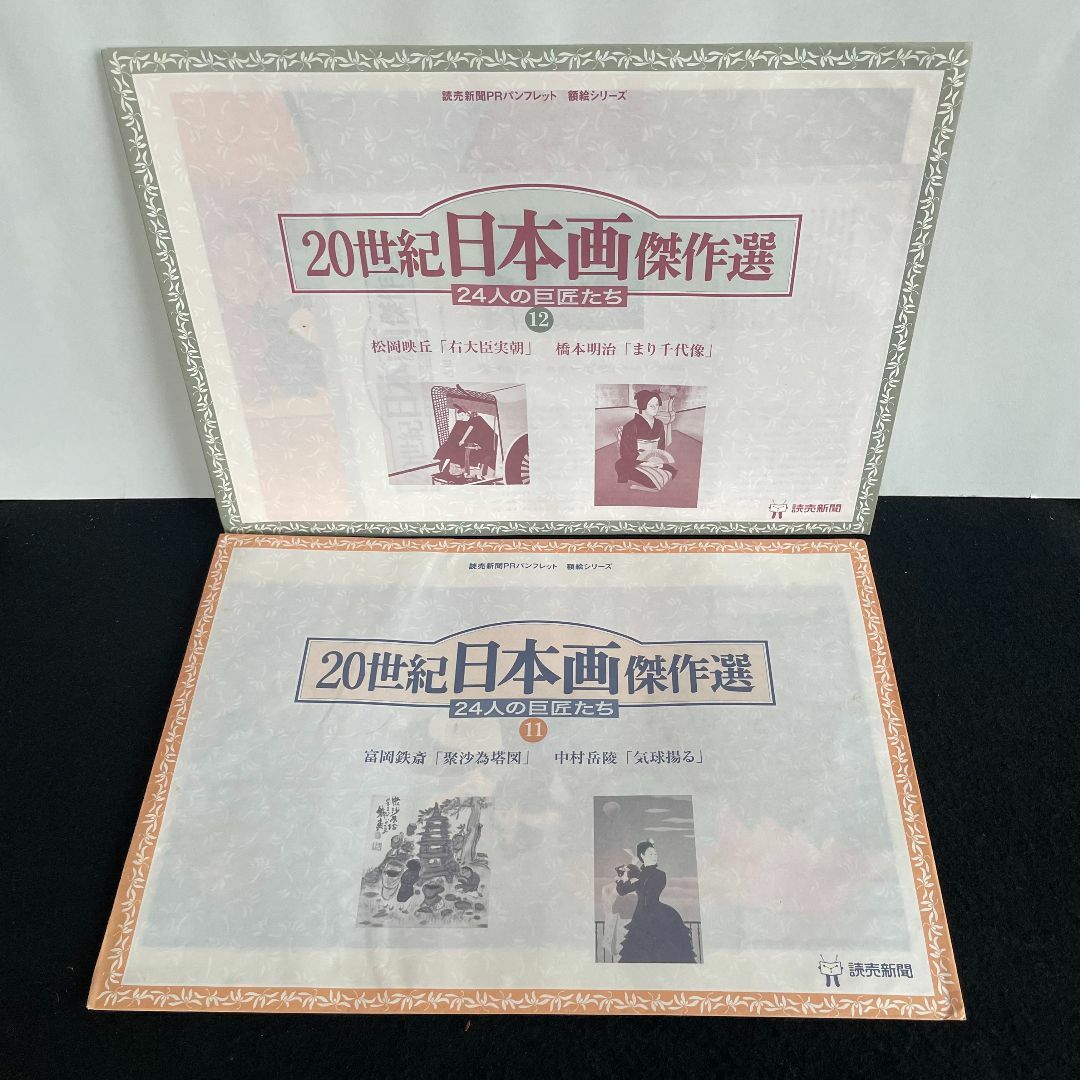 読売新聞PRパンフレット 額絵シリーズ
20世紀日本画傑作選
24人の巨匠たち
12
松岡映丘「右大臣実朝」 橋本明治「まり千代像」
読売新聞
読売新聞PRパンフレット 額絵シリーズ
20世紀日本画傑作選
24人の巨匠たち
11
富岡鉄斎「聚沙為塔図」 中村岳陵「気球揚る」
読売新聞